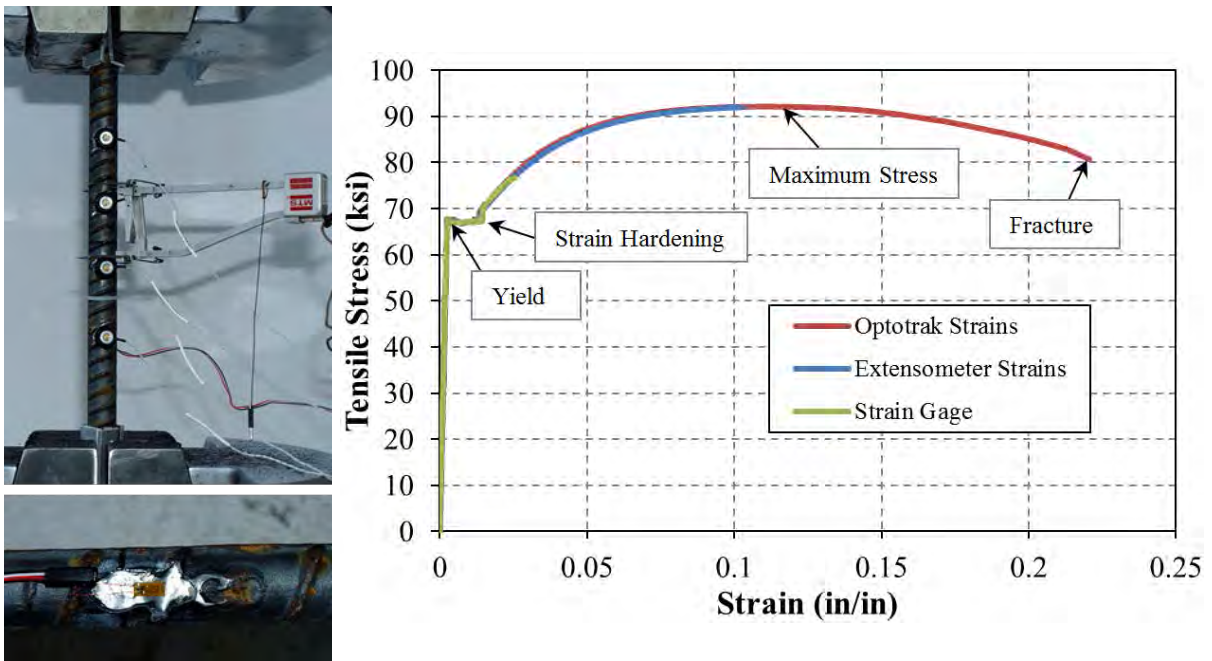 MTS
100
90
80
70
60
50
40
30
20
10
0
Tensile Stress (ksi)
Maximum Stress
Strain Hardening
Fracture
Yield
Optotrak Strains
Extensometer Strains
Strain Gage
0
0.05
0.1
0.15
0.2
0.25
Strain (in/in)